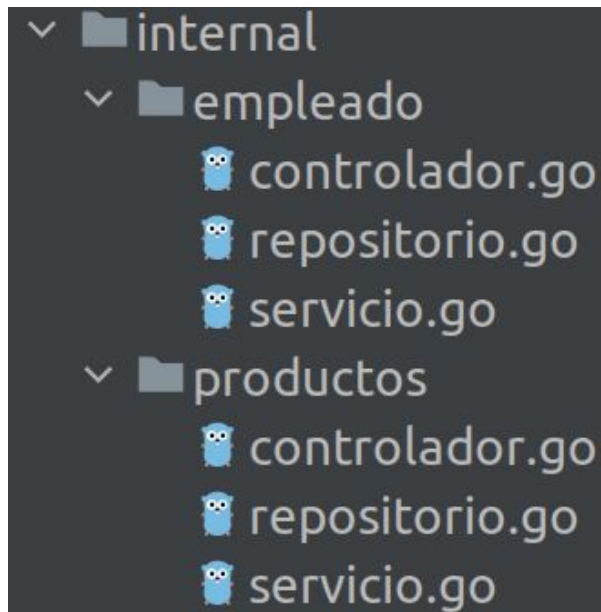 internal
empleado
controlador.go
repositorio.go
servicio.go
productos
controlador.go
repositorio.go
servicio.go